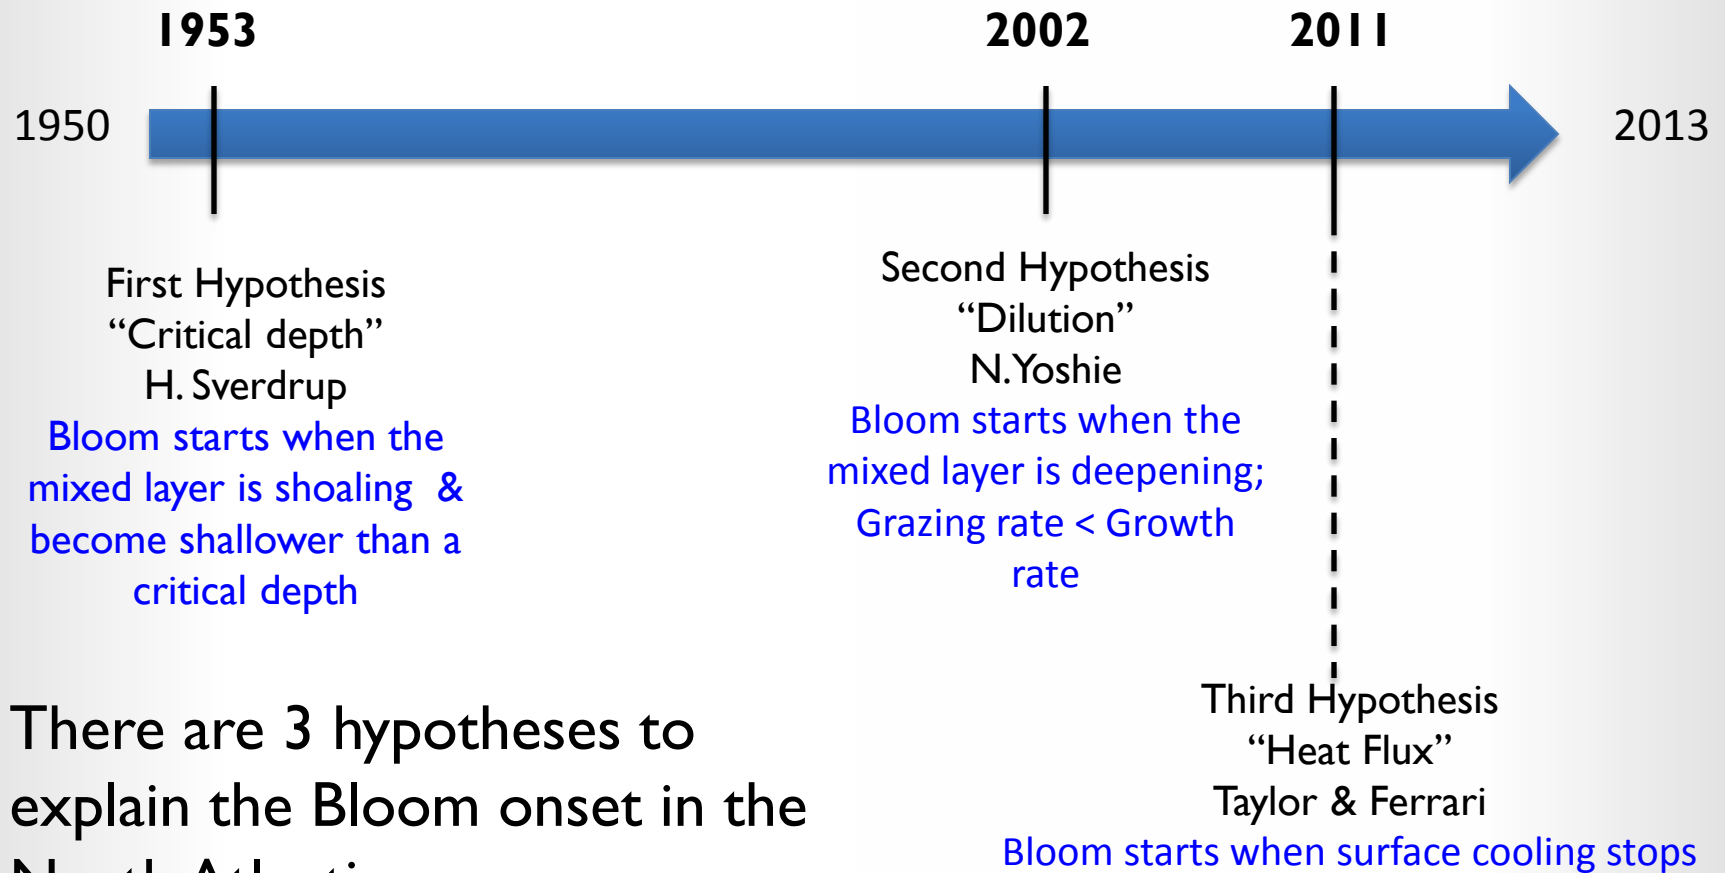 1953
2002
2011
1950
2013
First Hypothesis
“Critical depth”
H. Sverdrup
Bloom starts when the
mixed layer is shoaling &
become shallower than a
critical depth
Second Hypothesis
“Dilution”
N.Yoshie
Bloom starts when the
mixed layer is deepening;
Grazing rate < Growth
rate
Third Hypothesis
“Heat Flux”
Taylor & Ferrari
Bloom starts when surface cooling stops
There are 3 hypotheses to
explain the Bloom onset in the
North Atlantic